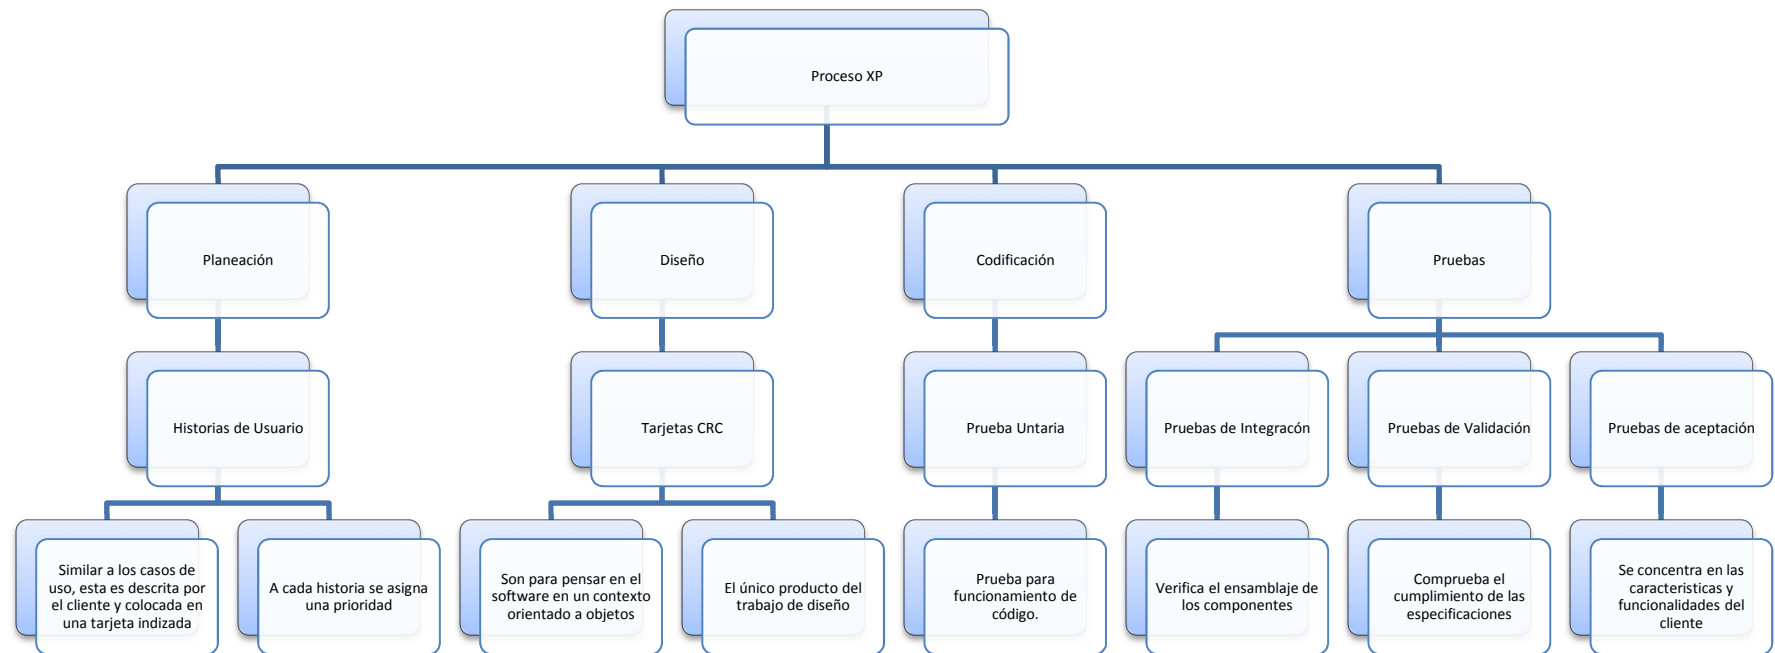 Proceso XP
Planeación
Diseño
Codificación
Pruebas
Historias de Usuario
Tarjetas CRC
Prueba Untaria
Pruebas de Integracón
Pruebas de Validación
Pruebas de aceptación
Similar a los casos de
uso, esta es descrita por
el cliente y colocada en
una tarjeta indizada
A cada historia se asigna
una prioridad
Son para pensar en el
software en un contexto
orientado a objetos
El único producto del
trabajo de diseño
Prueba para
funcionamiento de
código.
Verifica el ensamblaje de
los componentes
Comprueba el
cumplimiento de las
especificaciones
Se concentra en las
caracteristicas y
funcionalidades del
cliente